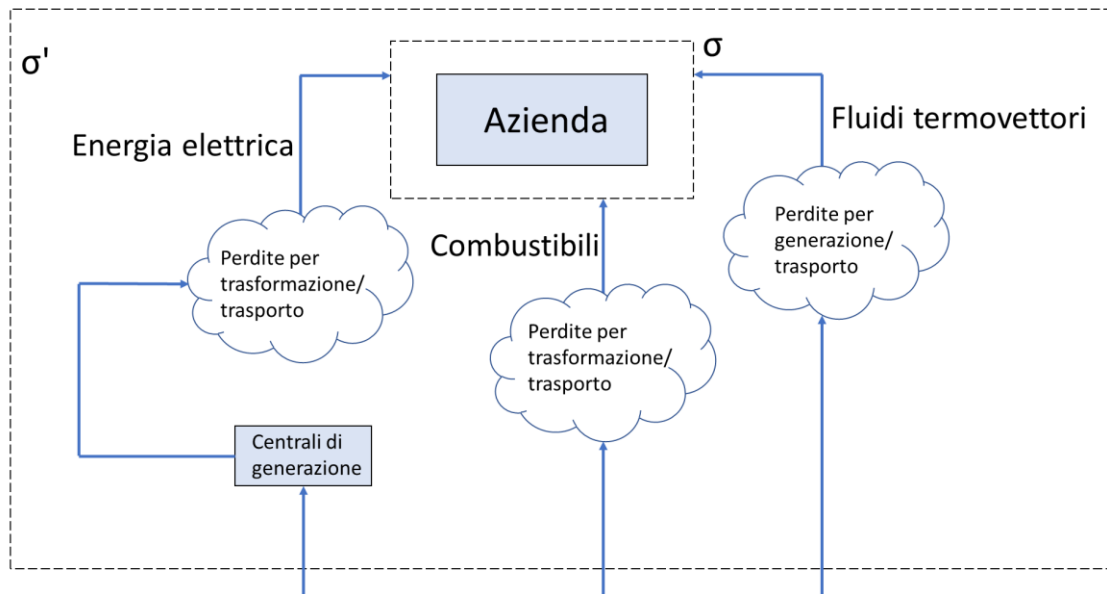 σ'
σ
Azienda
Energia elettrica
Fluidi termovettori
Combustibili
Perdite per
trasformazione/
trasporto
Perdite per
trasformazione/
trasporto
Perdite per
generazione/
trasporto
Centrali di
generazione